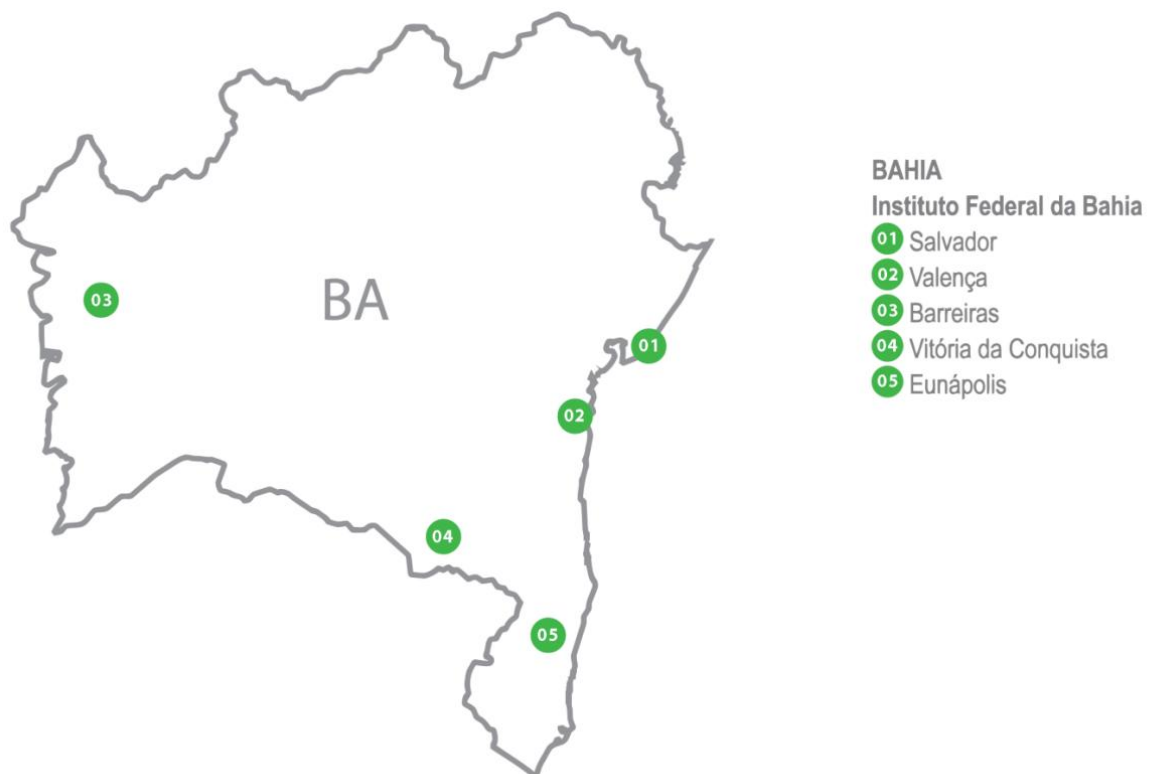 BA
01
02
03
04
05
BAHIA
Instituto Federal da Bahia
01 Salvador
02 Valença
03 Barreiras
04 Vitória da Conquista
05 Eunápolis